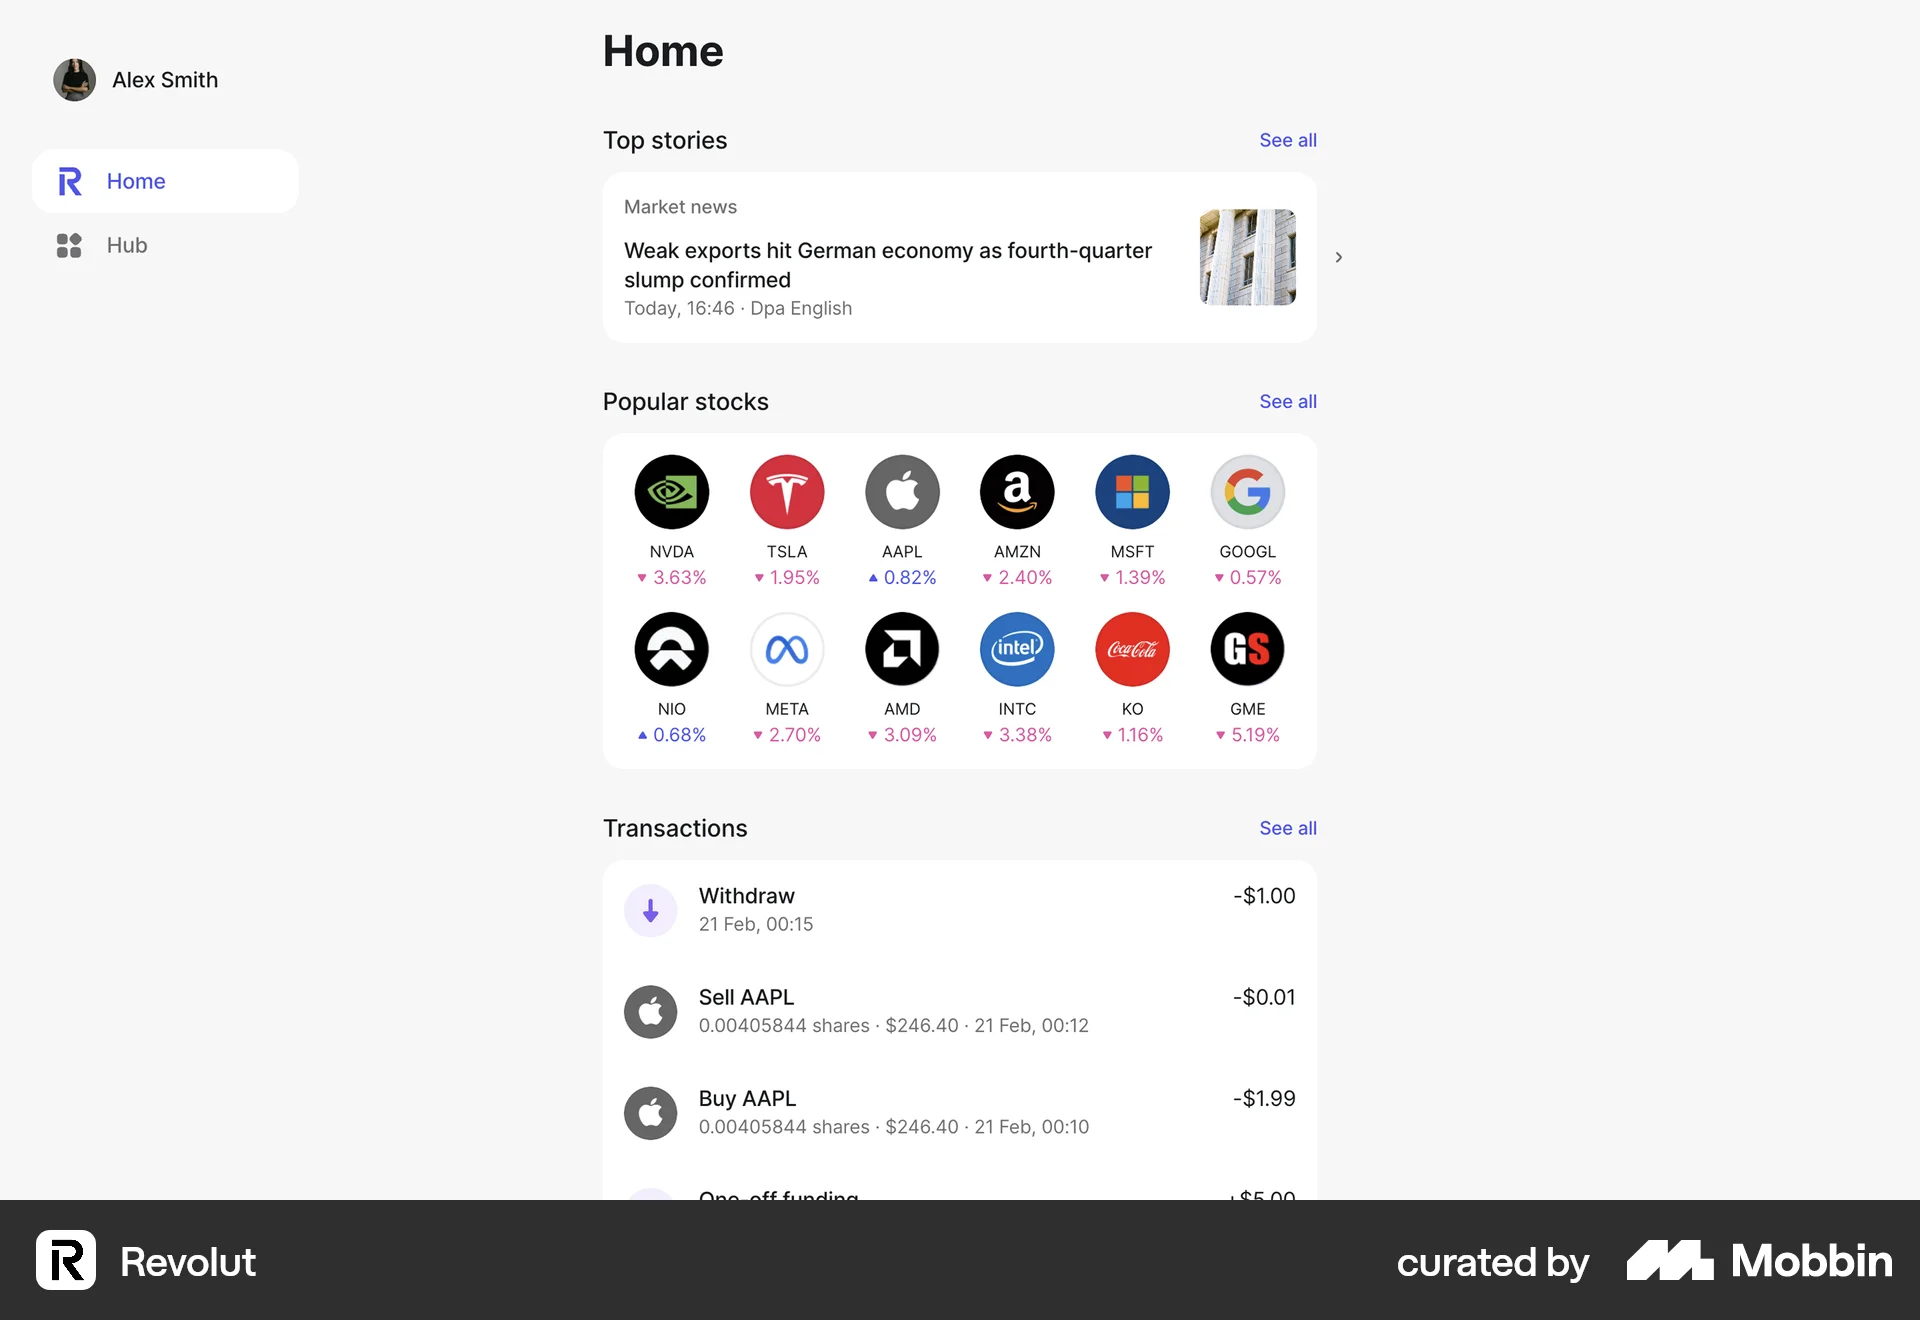 Alex Smith
Home
Hub
Home
Top stories
See all
Market news
Weak exports hit German economy as fourth-quarter
slump confirmed
Today, 16:46 · Dpa English
Popular stocks
See all
a
intel
Coca-Cola
GS
NVDA
TSLA
AAPL
AMZN
MSFT
GOOGL
▼ 3.63%
▼ 1.95%
▲ 0.82%
▼ 2.40%
▼ 1.39%
▼ 0.57%
NIO
META
AMD
INTC
KO
GME
▲ 0.68%
▼ 2.70%
▼ 3.09%
▼ 3.38%
▼ 1.16%
▼ 5.19%
Transactions
See all
Withdraw
-$1.00
21 Feb, 00:15
Sell AAPL
-$0.01
0.00405844 shares · $246.40 · 21 Feb, 00:12
Buy AAPL
-$1.99
0.00405844 shares · $246.40 · 21 Feb, 00:10
One-off funding
+$5.00
Revolut
curated by
Mobbin